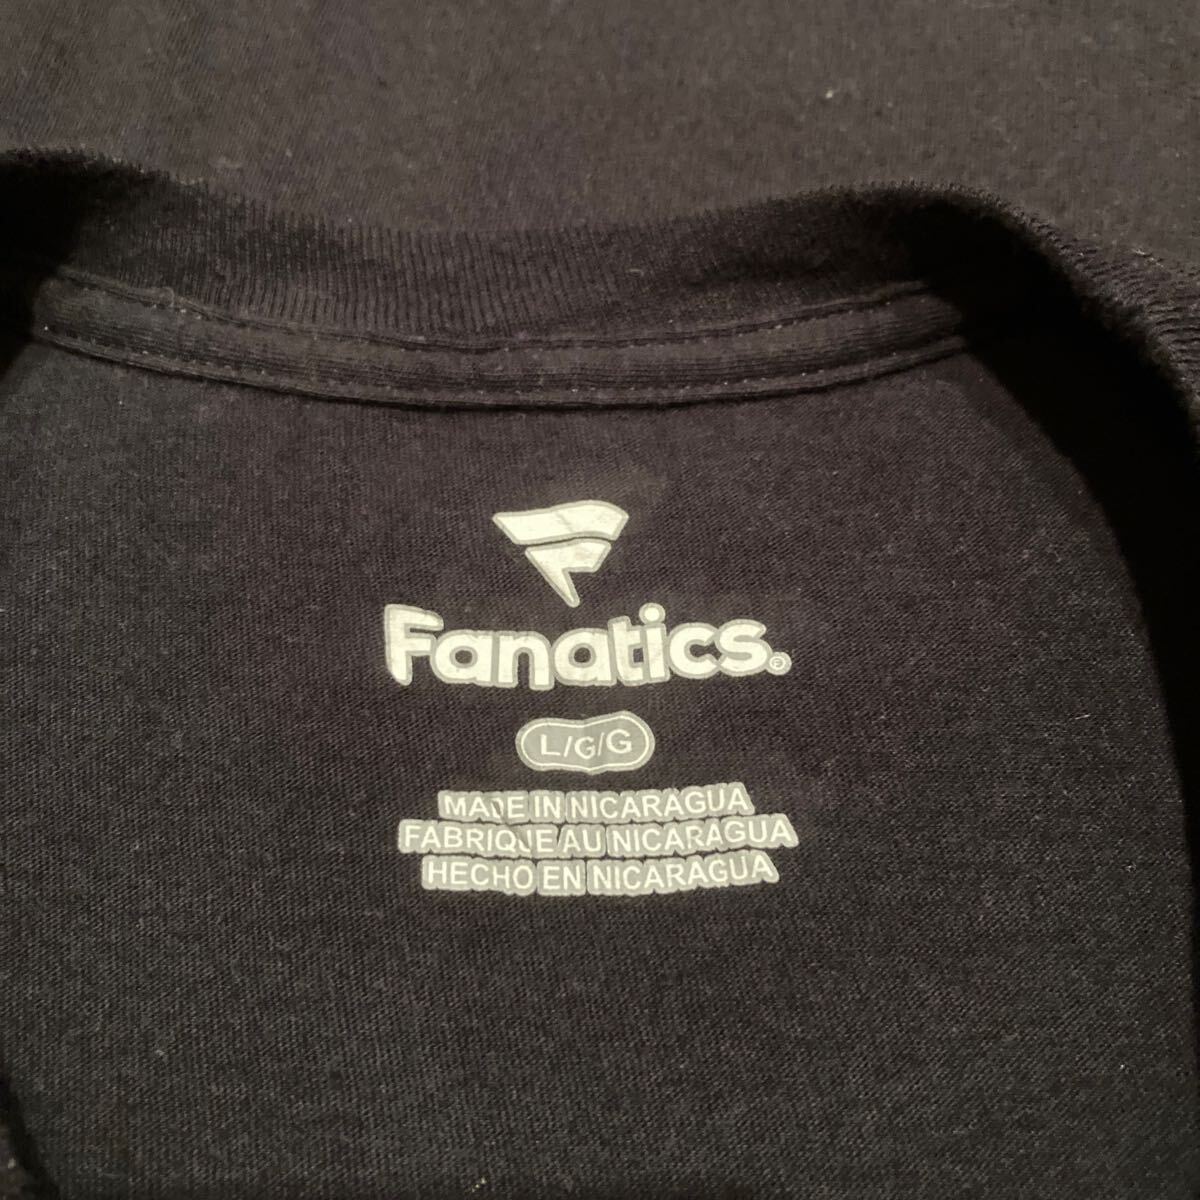 Fanatics.
L/G/G
MADE IN NICARAGUA
FABRIQUE AU NICARAGUA
HECHO EN NICARAGUA